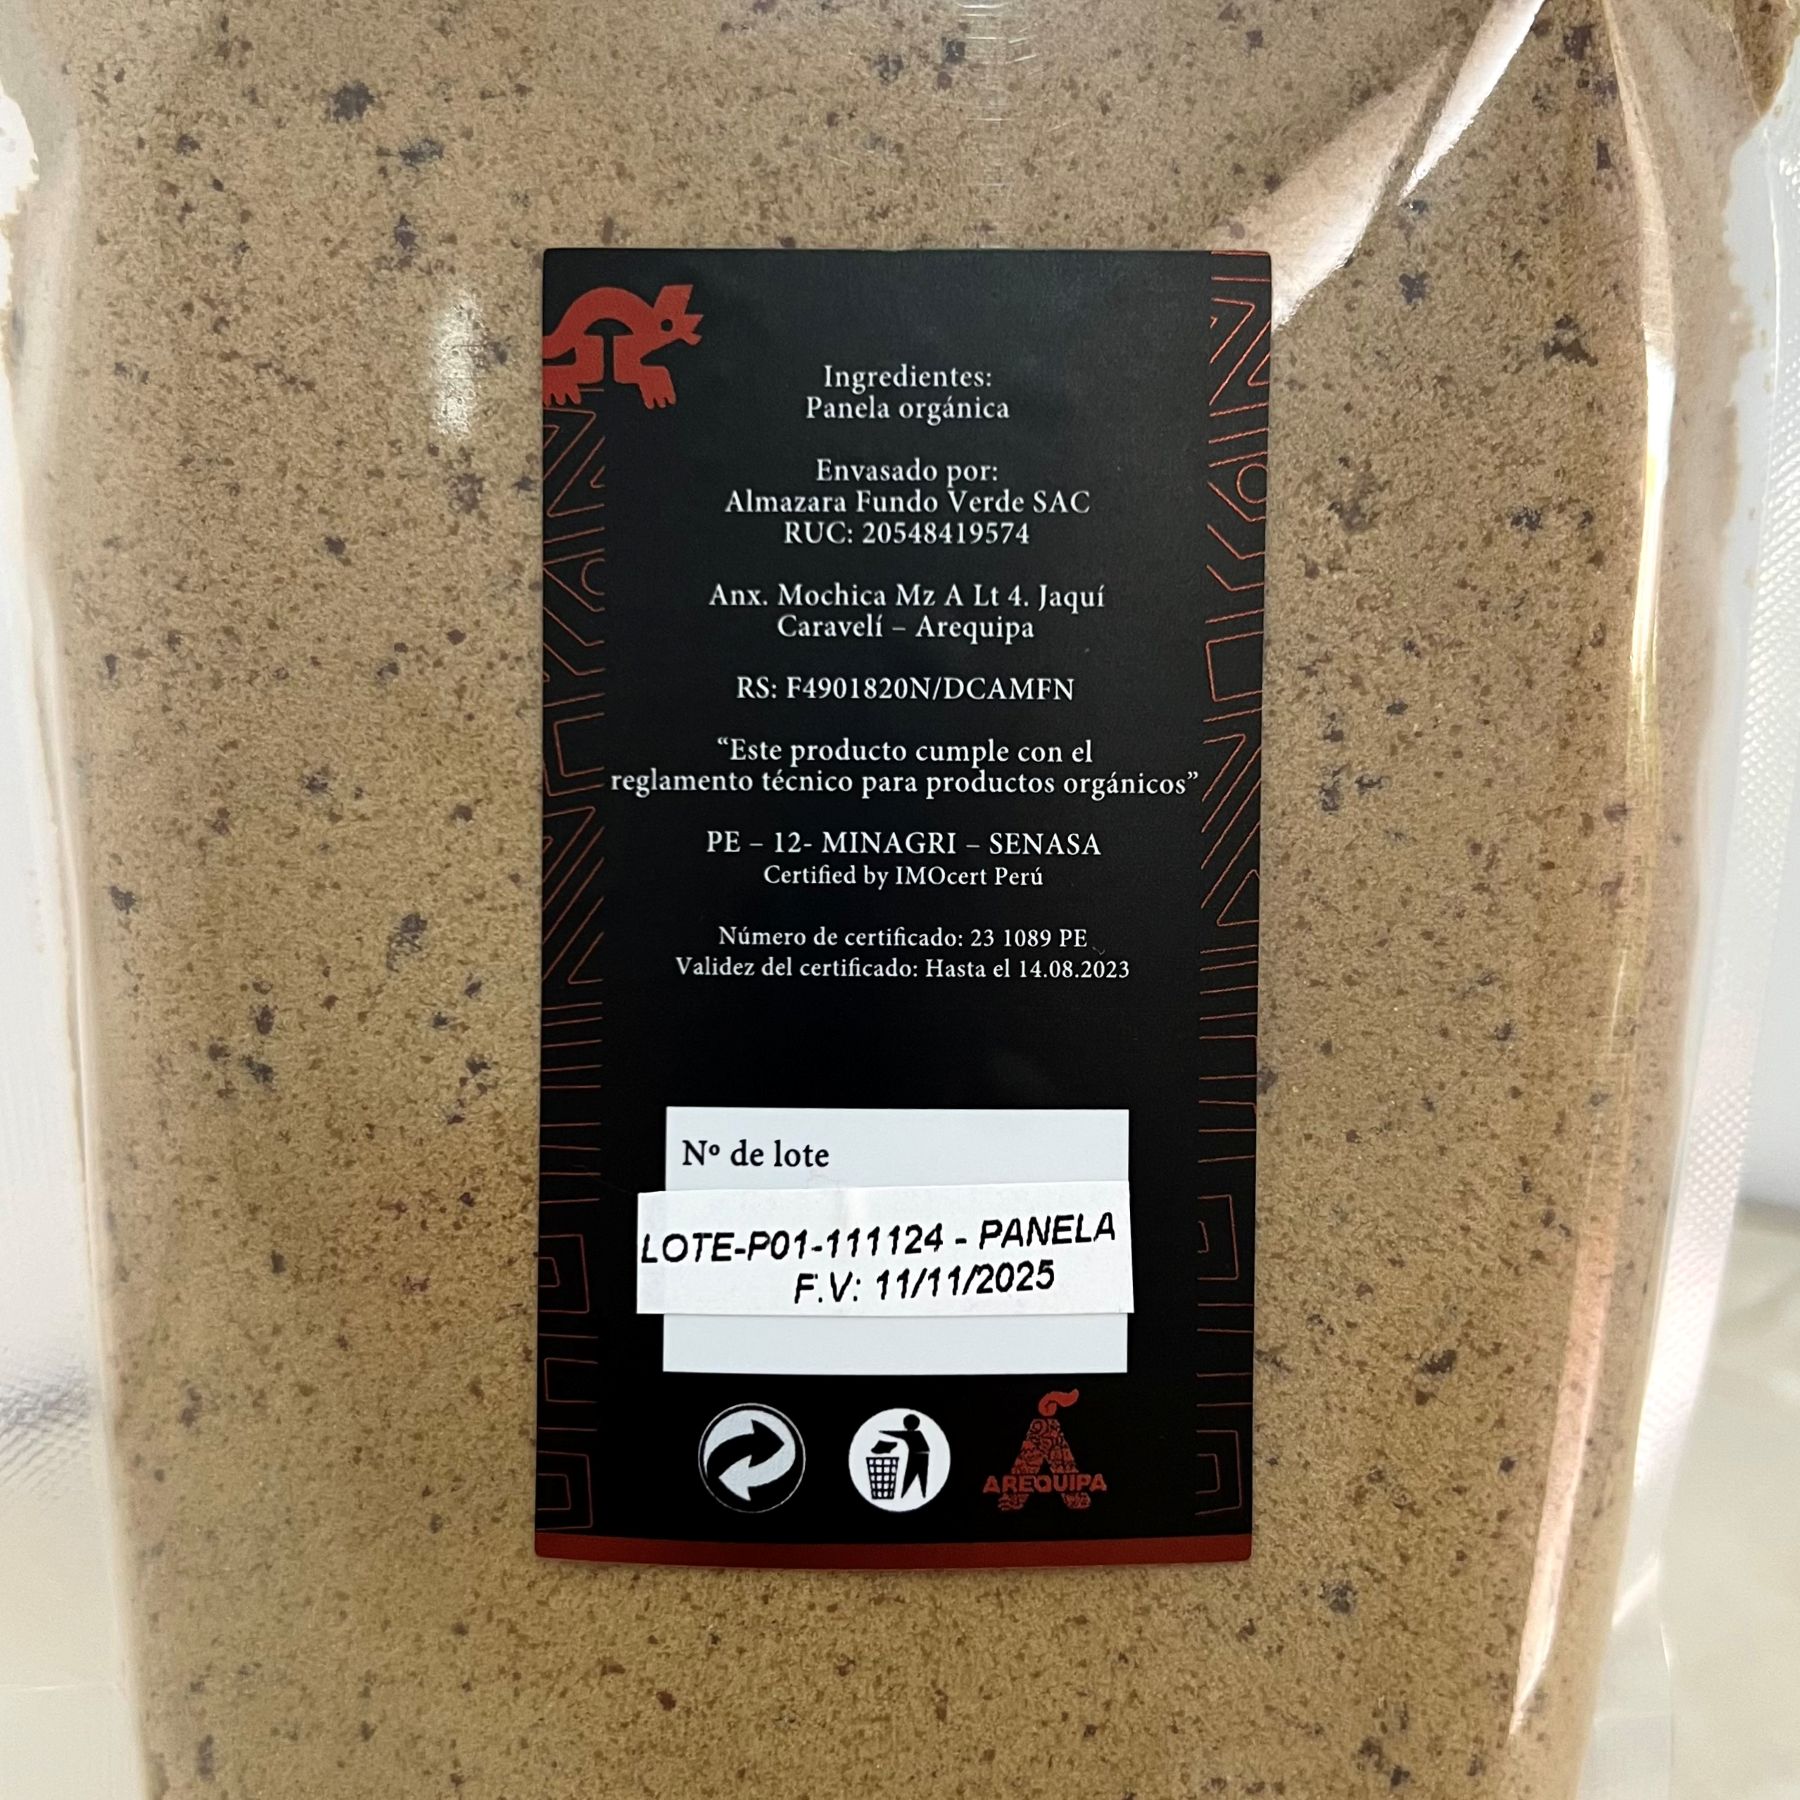 Ingredientes:
Panela orgánica
Envasado por:
Almazara Fundo Verde SAC
RUC: 20548419574
Anx. Mochica Mz A Lt 4. Jaquí
Caravelí – Arequipa
RS: F4901820N/DCAMFN
“Este producto cumple con el
reglamento técnico para productos orgánicos”
PE – 12- MINAGRI – SENASA
Certified by IMOcert Perú
Número de certificado: 23 1089 PE
Validez del certificado: Hasta el 14.08.2023
Nº de lote
LOTE-P01-111124 - PANELA
F.V: 11/11/2025
AREQUIPA